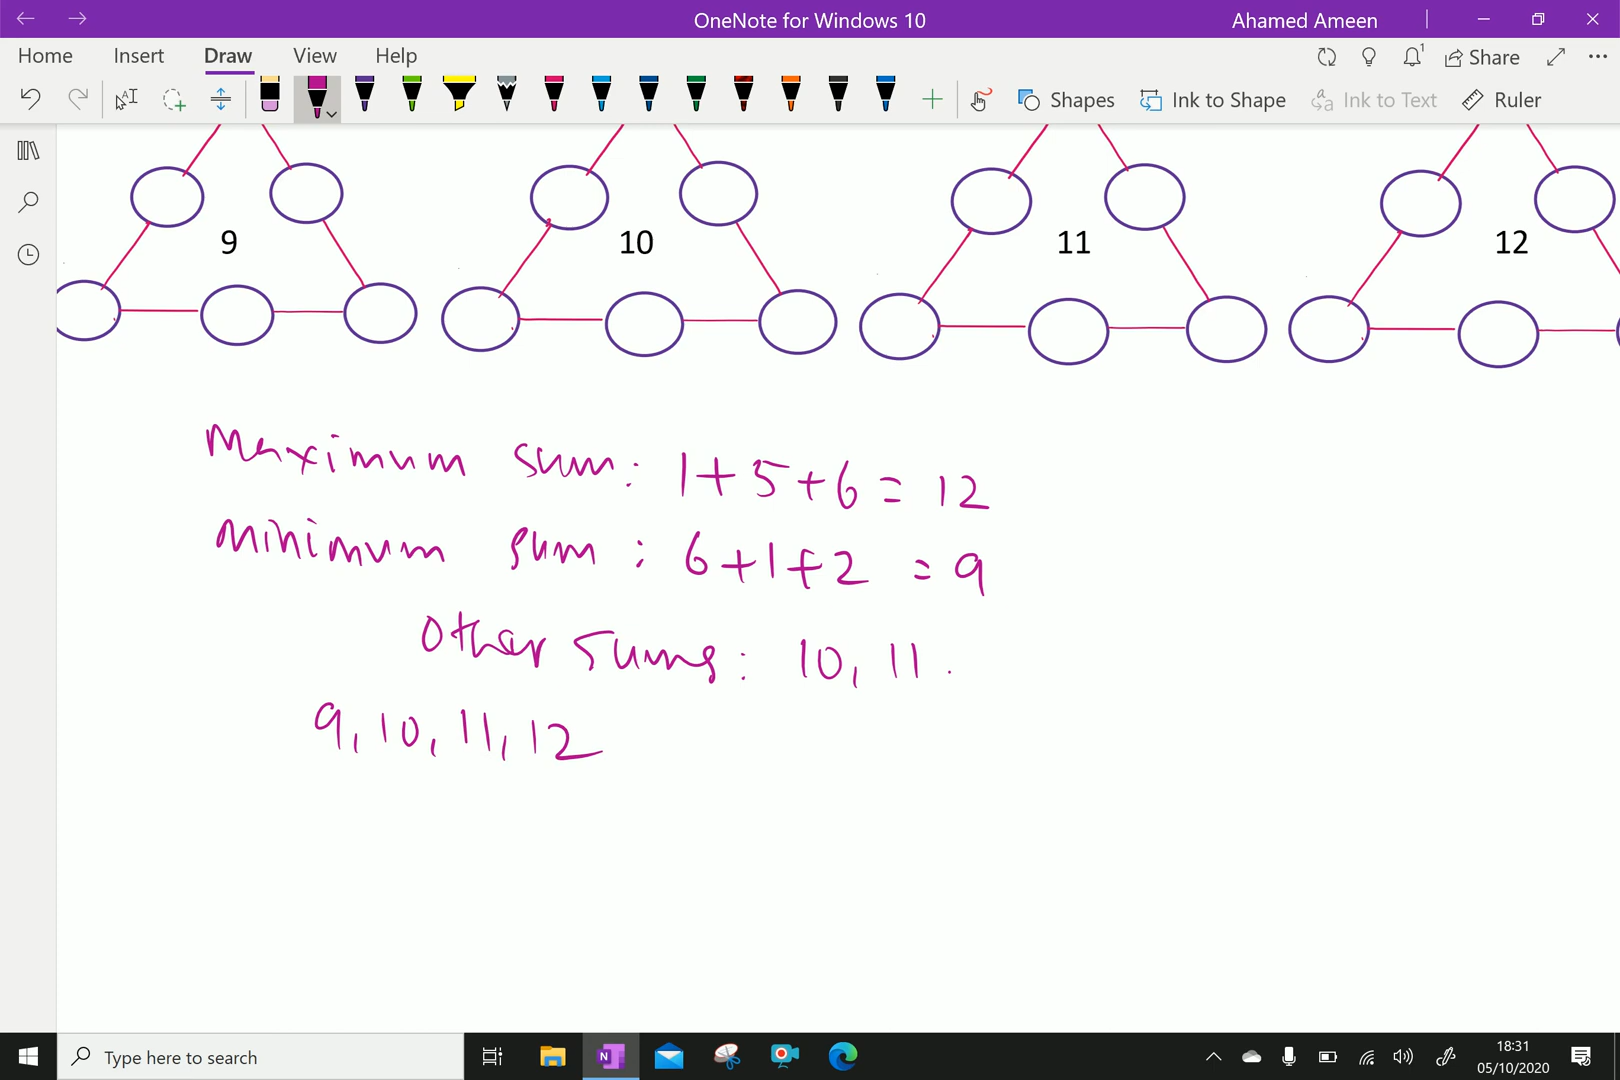 OneNote for Windows 10
Ahamed Ameen
Home Insert Draw View Help
1
Share
Shapes Ink to Shape Ink to Text Ruler
9 10 11 12
Maximum sum: 1+5+6 = 12
Minimum sum : 6+1+2 = 9
Other sums: 10, 11.
9, 10, 11, 12
Type here to search
18:31
05/10/2020